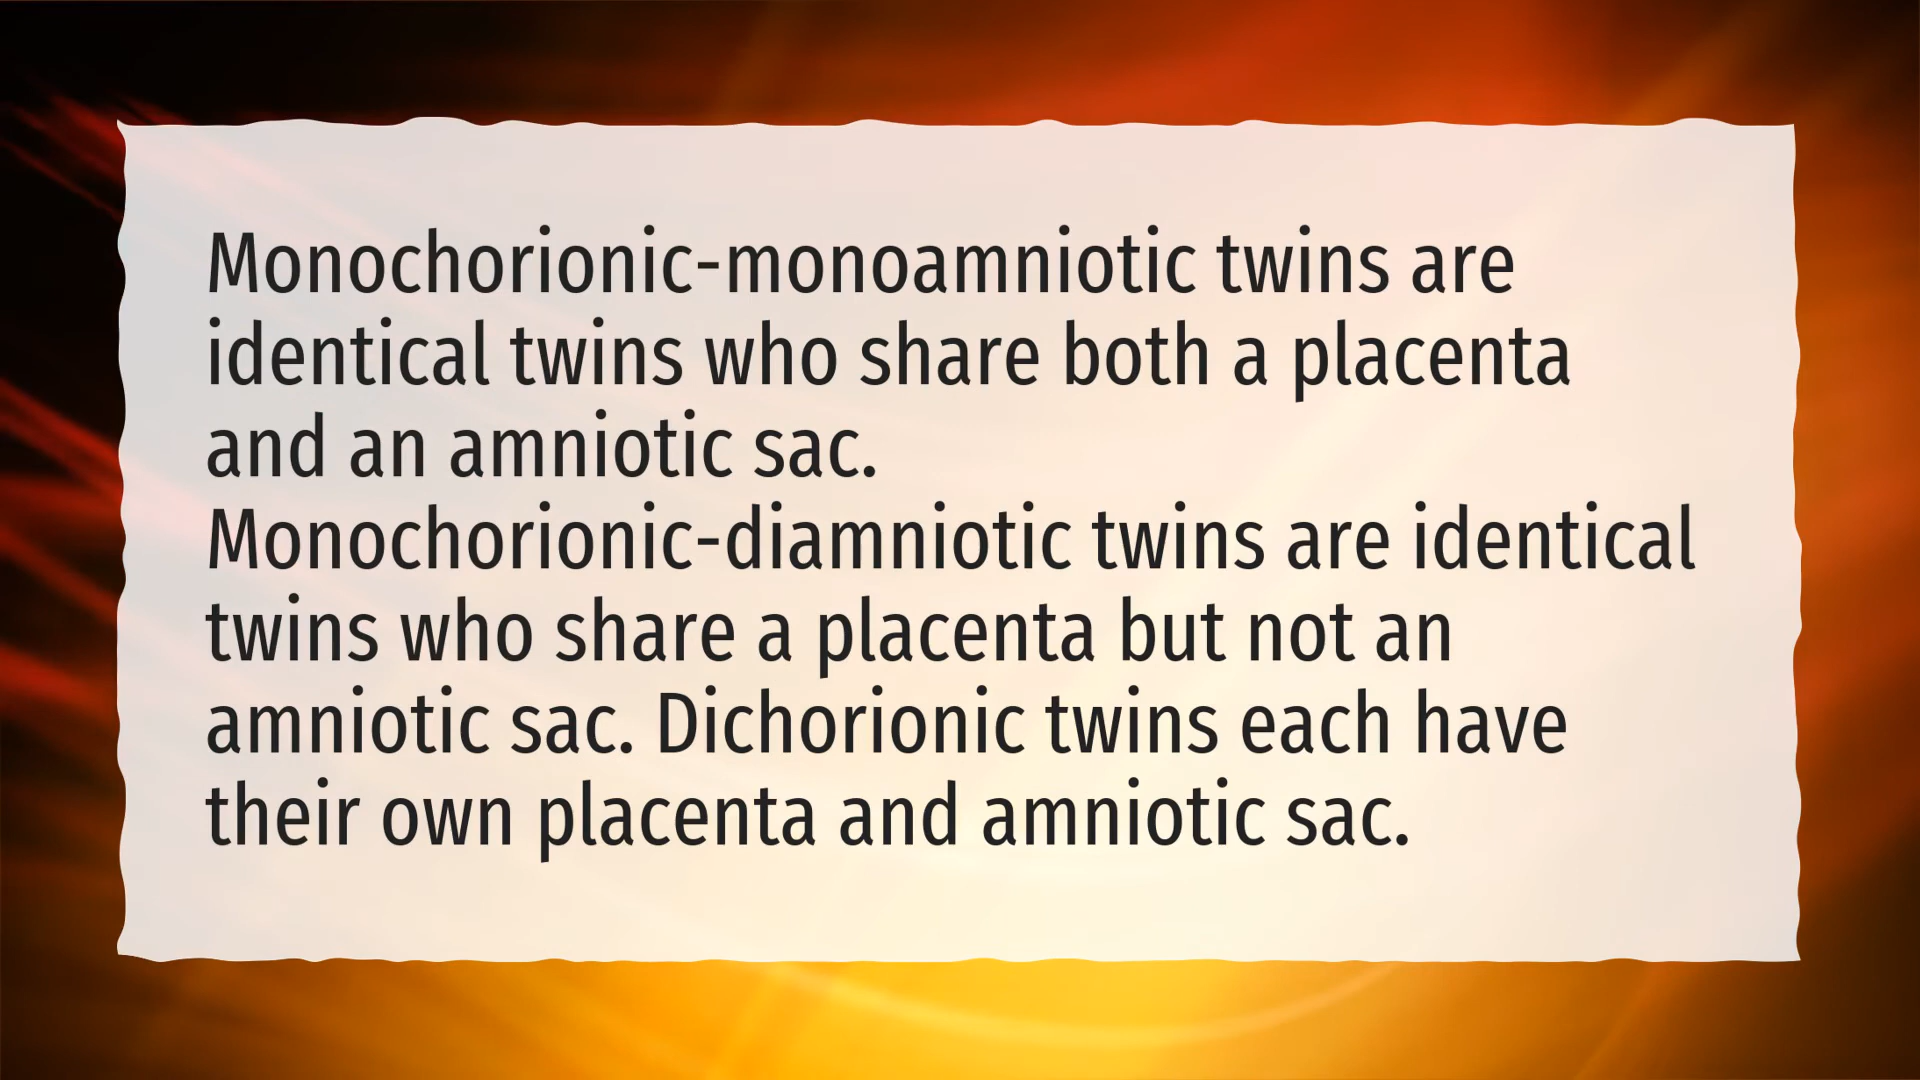 Monochorionic-monoamniotic twins are
identical twins who share both a placenta
and an amniotic sac.
Monochorionic-diamniotic twins are identical
twins who share a placenta but not an
amniotic sac. Dichorionic twins each have
their own placenta and amniotic sac.